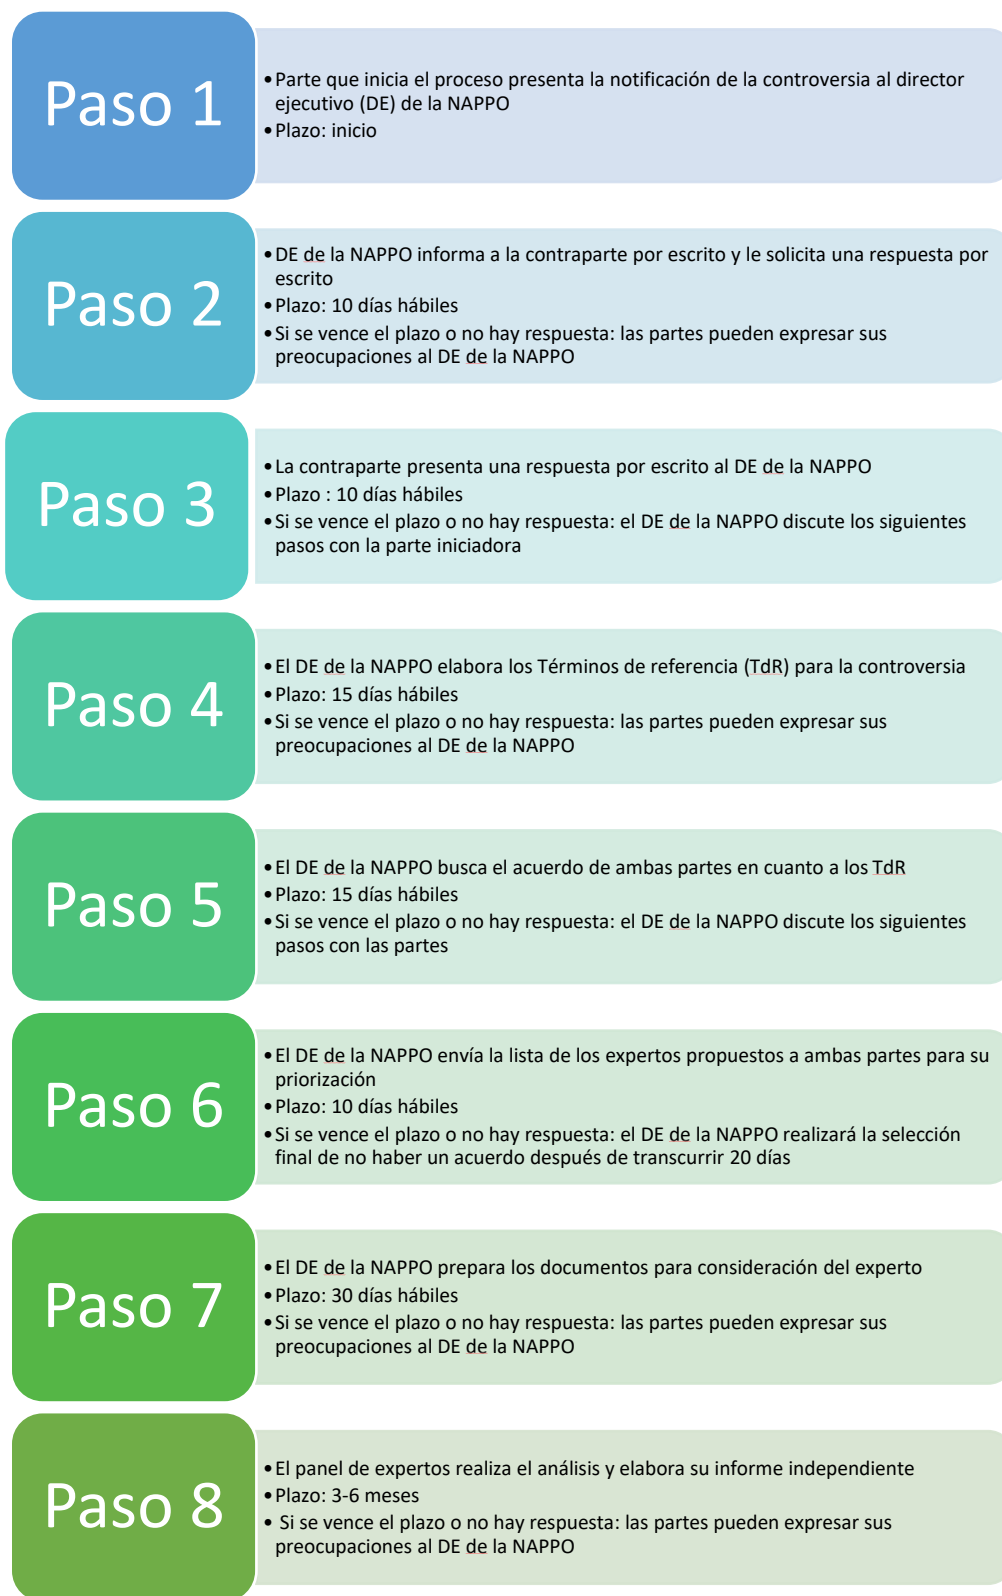 Paso 1
•Parte que inicia el proceso presenta la notificación de la controversia al director
ejecutivo (DE) de la NAPPO
•Plazo: inicio
Paso 2
•DE de la NAPPO informa a la contraparte por escrito y le solicita una respuesta por
escrito
•Plazo: 10 días hábiles
•Si se vence el plazo o no hay respuesta: las partes pueden expresar sus
preocupaciones al DE de la NAPPO
Paso 3
•La contraparte presenta una respuesta por escrito al DE de la NAPPO
•Plazo : 10 días hábiles
•Si se vence el plazo o no hay respuesta: el DE de la NAPPO discute los siguientes
pasos con la parte iniciadora
Paso 4
•El DE de la NAPPO elabora los Términos de referencia (TdR) para la controversia
•Plazo: 15 días hábiles
•Si se vence el plazo o no hay respuesta: las partes pueden expresar sus
preocupaciones al DE de la NAPPO
Paso 5
•El DE de la NAPPO busca el acuerdo de ambas partes en cuanto a los TdR
•Plazo: 15 días hábiles
•Si se vence el plazo o no hay respuesta: el DE de la NAPPO discute los siguientes
pasos con las partes
Paso 6
•El DE de la NAPPO envía la lista de los expertos propuestos a ambas partes para su
priorización
•Plazo: 10 días hábiles
•Si se vence el plazo o no hay respuesta: el DE de la NAPPO realizará la selección
final de no haber un acuerdo después de transcurrir 20 días
Paso 7
•El DE de la NAPPO prepara los documentos para consideración del experto
•Plazo: 30 días hábiles
•Si se vence el plazo o no hay respuesta: las partes pueden expresar sus
preocupaciones al DE de la NAPPO
Paso 8
•El panel de expertos realiza el análisis y elabora su informe independiente
•Plazo: 3-6 meses
• Si se vence el plazo o no hay respuesta: las partes pueden expresar sus
preocupaciones al DE de la NAPPO